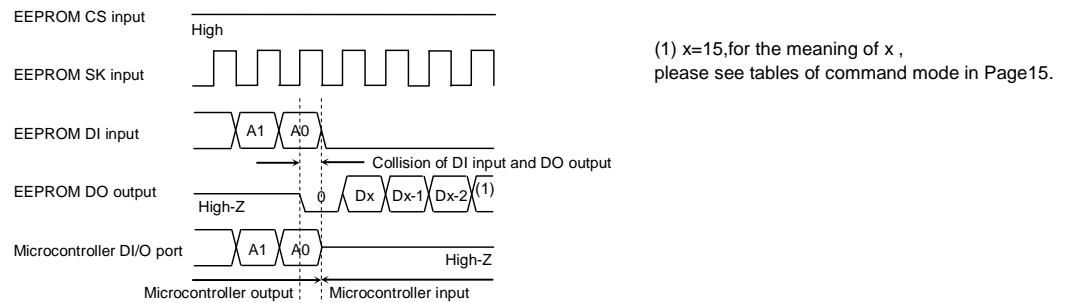 EEPROM CS input
High
(1) x=15,for the meaning of x ,
please see tables of command mode in Page15.
EEPROM SK input
EEPROM DI input
A1 A0
Collision of DI input and DO output
EEPROM DO output
High-Z
0 Dx Dx-1 Dx-2 (1)
Microcontroller DI/O port
A1 A0
High-Z
Microcontroller output Microcontroller input